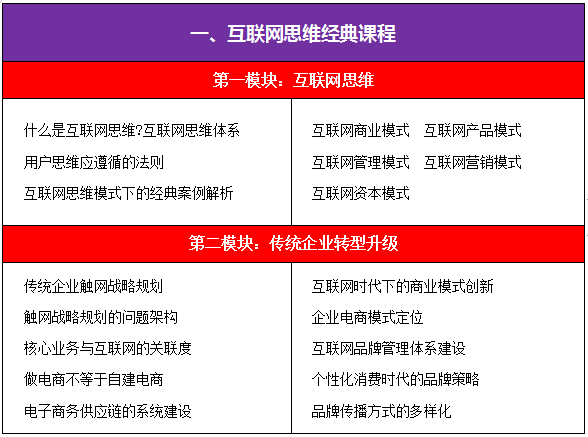 一、互联网思维经典课程
第一模块：互联网思维
什么是互联网思维?互联网思维体系
用户思维应遵循的法则
互联网思维模式下的经典案例解析
互联网商业模式 互联网产品模式
互联网管理模式 互联网营销模式
互联网资本模式
第二模块：传统企业转型升级
传统企业触网战略规划
触网战略规划的问题架构
核心业务与互联网的关联度
做电商不等于自建电商
电子商务供应链的系统建设
互联网时代下的商业模式创新
企业电商模式定位
互联网品牌管理体系建设
个性化消费时代的品牌策略
品牌传播方式的多样化